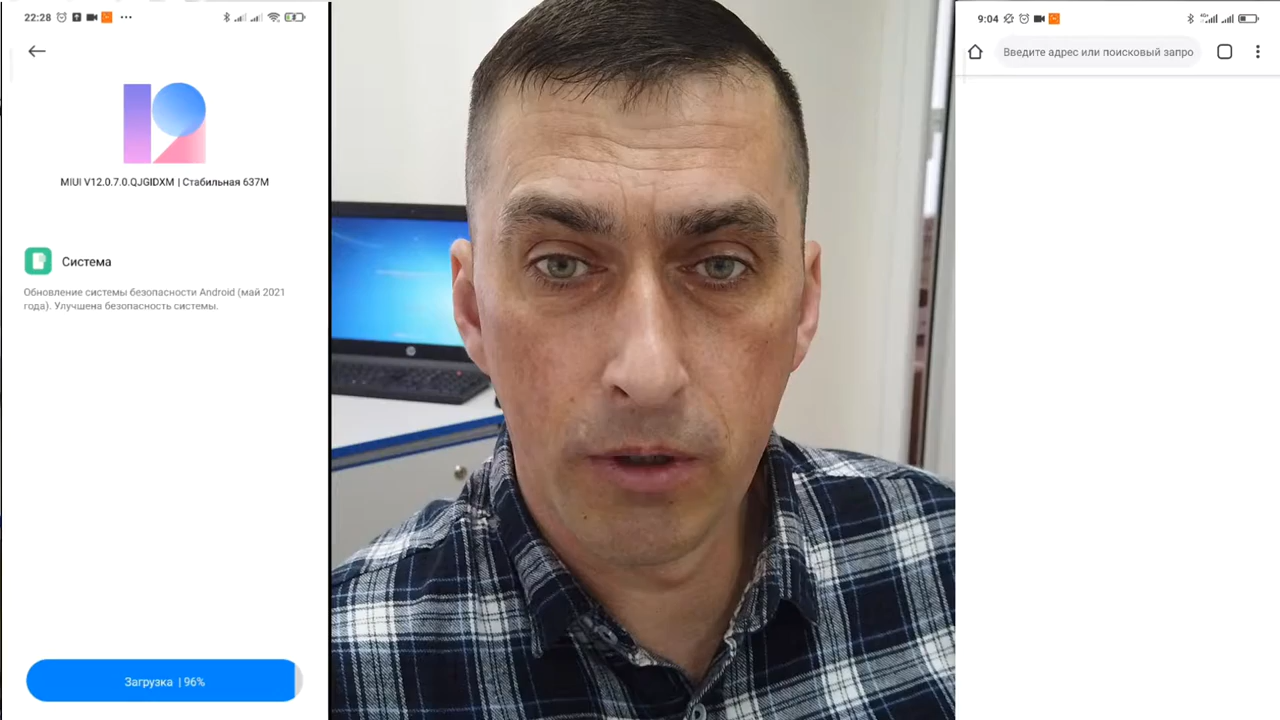 22:28
MIUI V12.0.7.0.QJGIDXM | Стабильная 637M
Система
Обновление системы безопасности Android (май 2021
года). Улучшена безопасность системы.
Загрузка | 96%
9:04
Введите адрес или поисковый запро